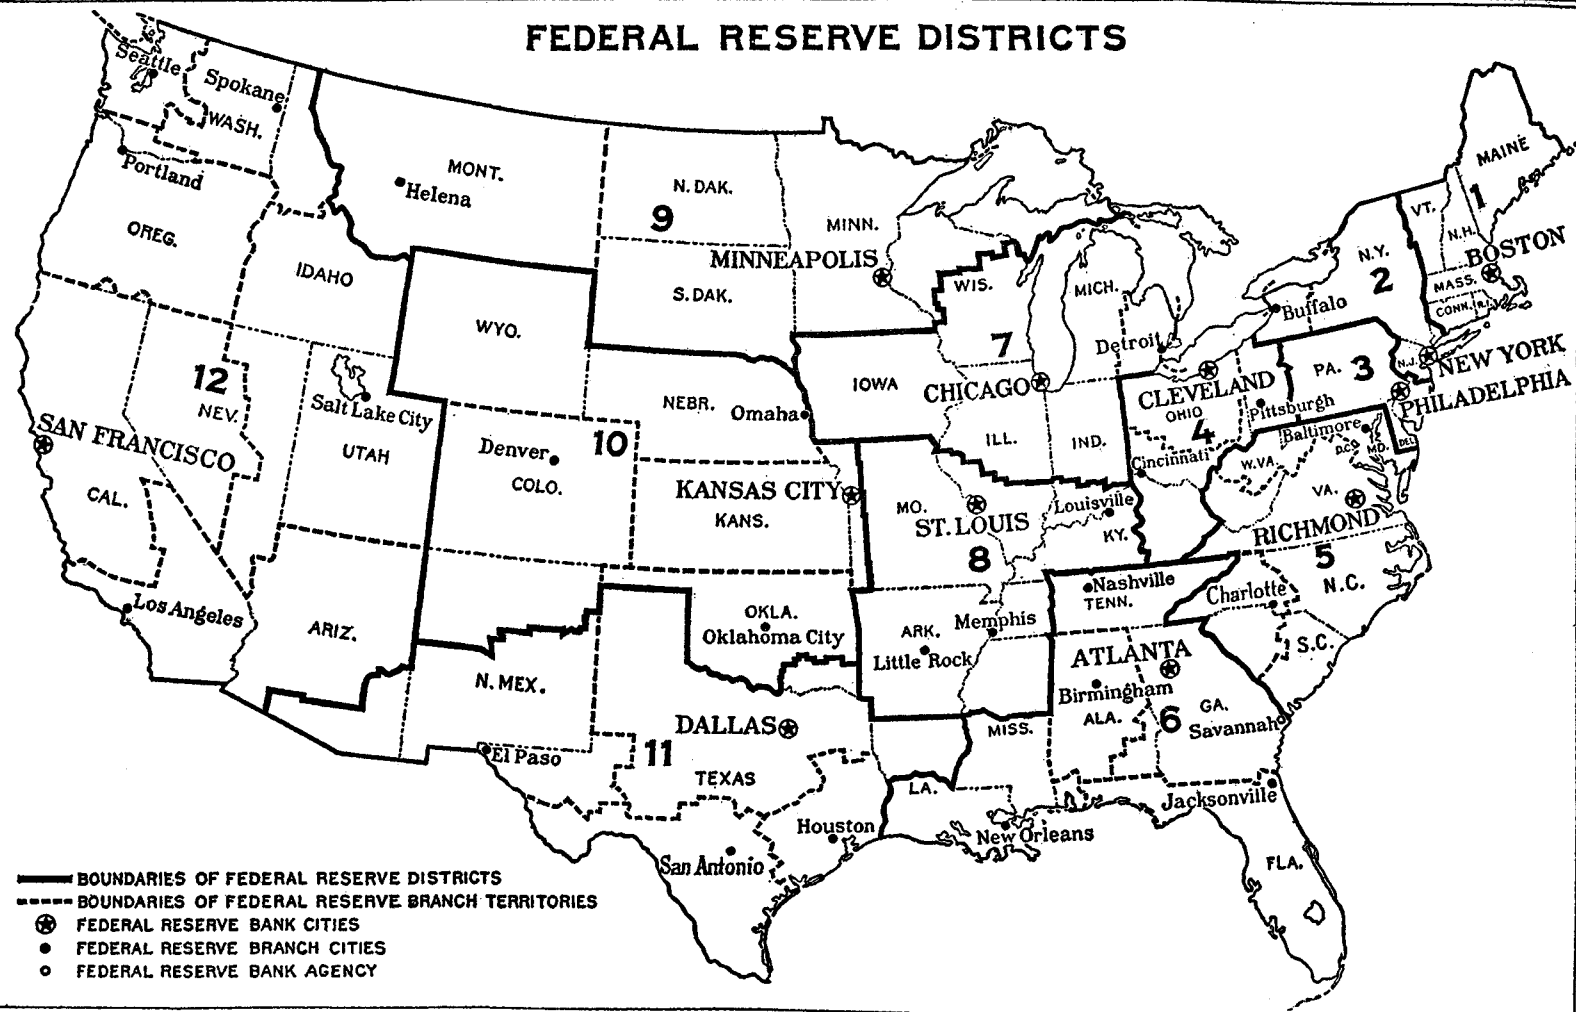 FEDERAL RESERVE DISTRICTS
Seattle
Spokane
WASH.
Portland
OREG.
IDAHO
MONT.
Helena
N. DAK.
9
S. DAK.
MINN.
MINNEAPOLIS
WYO.
WIS.
MICH.
7
Detroit
IOWA
CHICAGO
ILL.
IND.
MAINE
1
VT.
N.H.
BOSTON
MASS.
CONN.
R.I.
N.Y.
2
Buffalo
NEW YORK
N.J.
PA.
3
PHILADELPHIA
CLEVELAND
OHIO
4
Pittsburgh
Cincinnati
Baltimore
D.C.
MD.
DEL.
W.VA.
VA.
RICHMOND
5
N.C.
Charlotte
S.C.
12
NEV.
Salt Lake City
UTAH
SAN FRANCISCO
CAL.
Los Angeles
ARIZ.
NEBR.
Omaha
Denver
10
COLO.
KANSAS CITY
KANS.
MO.
ST. LOUIS
8
Louisville
KY.
Nashville
TENN.
Memphis
ARK.
Little Rock
OKLA.
Oklahoma City
N. MEX.
El Paso
DALLAS
11
TEXAS
Houston
San Antonio
LA.
New Orleans
MISS.
ATLANTA
Birmingham
ALA.
6
GA.
Savannah
Jacksonville
FLA.
BOUNDARIES OF FEDERAL RESERVE DISTRICTS
BOUNDARIES OF FEDERAL RESERVE BRANCH TERRITORIES
FEDERAL RESERVE BANK CITIES
FEDERAL RESERVE BRANCH CITIES
FEDERAL RESERVE BANK AGENCY